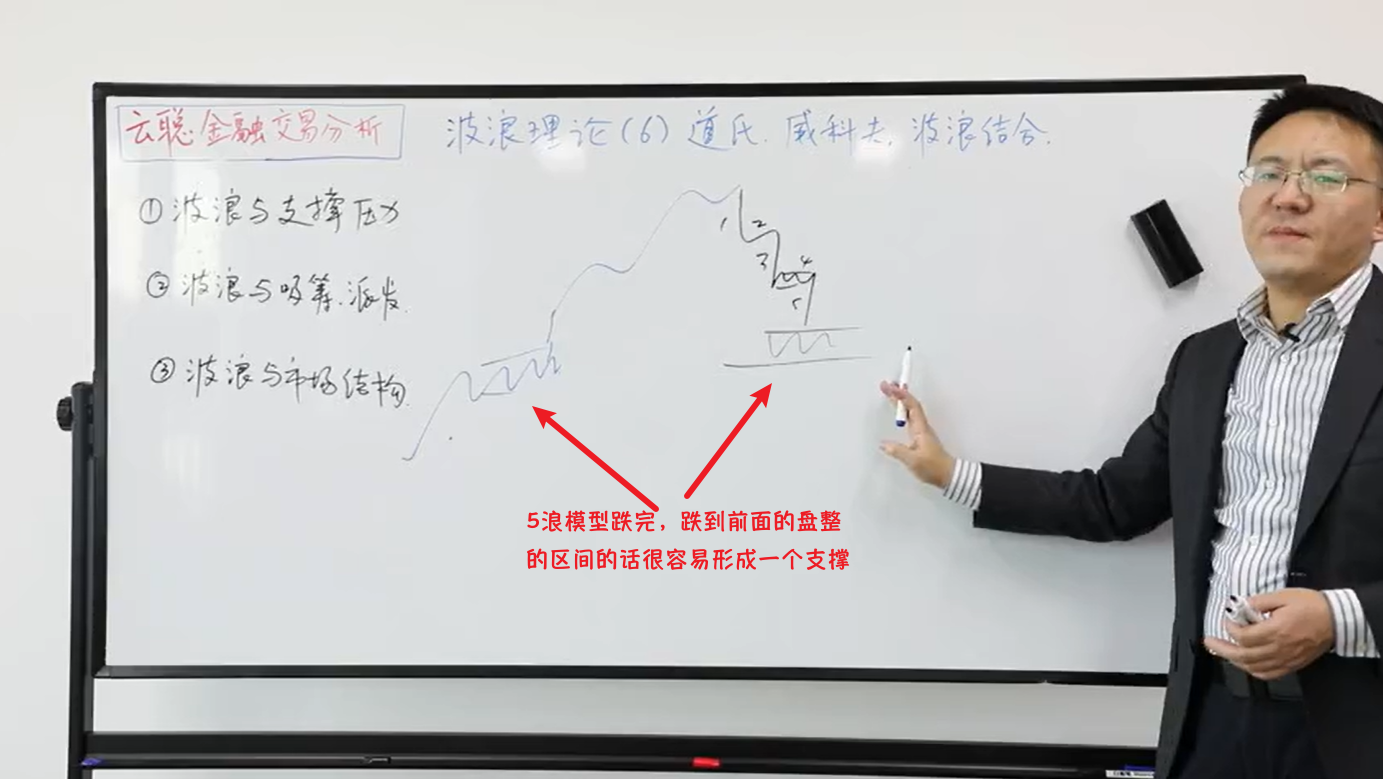 云聪金融交易分析
波浪理论(6) 道氏.威科夫.波浪结合.
①波浪与支撑压力
②波浪与吸筹.派发.
③波浪与市场结构.
1
2
3
4
5
5浪模型跌完，跌到前面的盘整
的区间的话很容易形成一个支撑